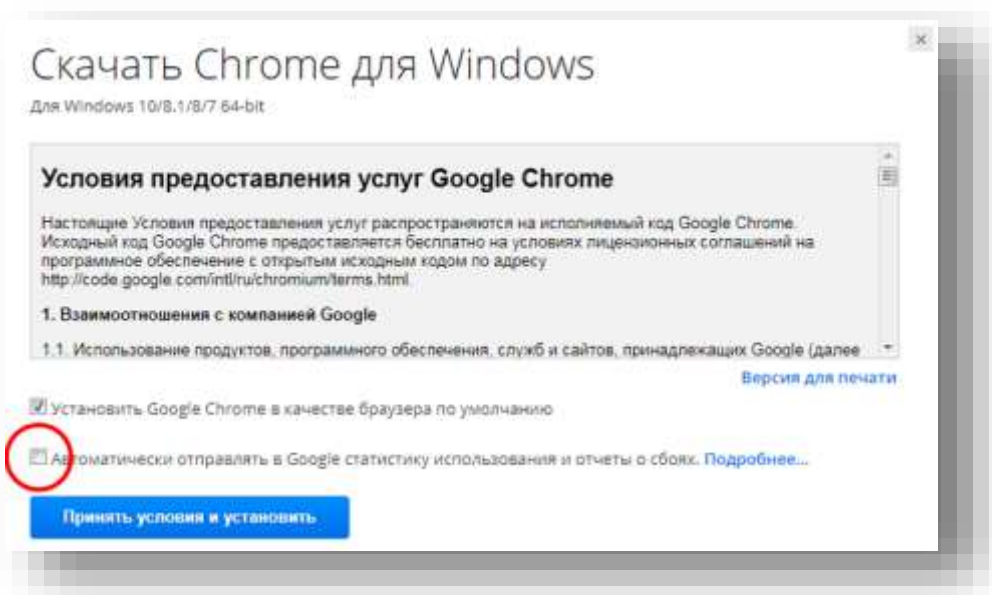 Скачать Chrome для Windows
Для Windows 10/8.1/8/7 64-bit
Условия предоставления услуг Google Chrome
Настоящие Условия предоставления услуг распространяются на исполняемый код Google Chrome.
Исходный код Google Chrome предоставляется бесплатно на условиях лицензионных соглашений на
программное обеспечение с открытым исходным кодом по адресу
http://code.google.com/intl/ru/chromium/terms.html.
1. Взаимоотношения с компанией Google
1.1. Использование продуктов, программного обеспечения, служб и сайтов, принадлежащих Google (далее
Версия для печати
Установить Google Chrome в качестве браузера по умолчанию
Автоматически отправлять в Google статистику использования и отчеты о сбоях. Подробнее...
Принять условия и установить